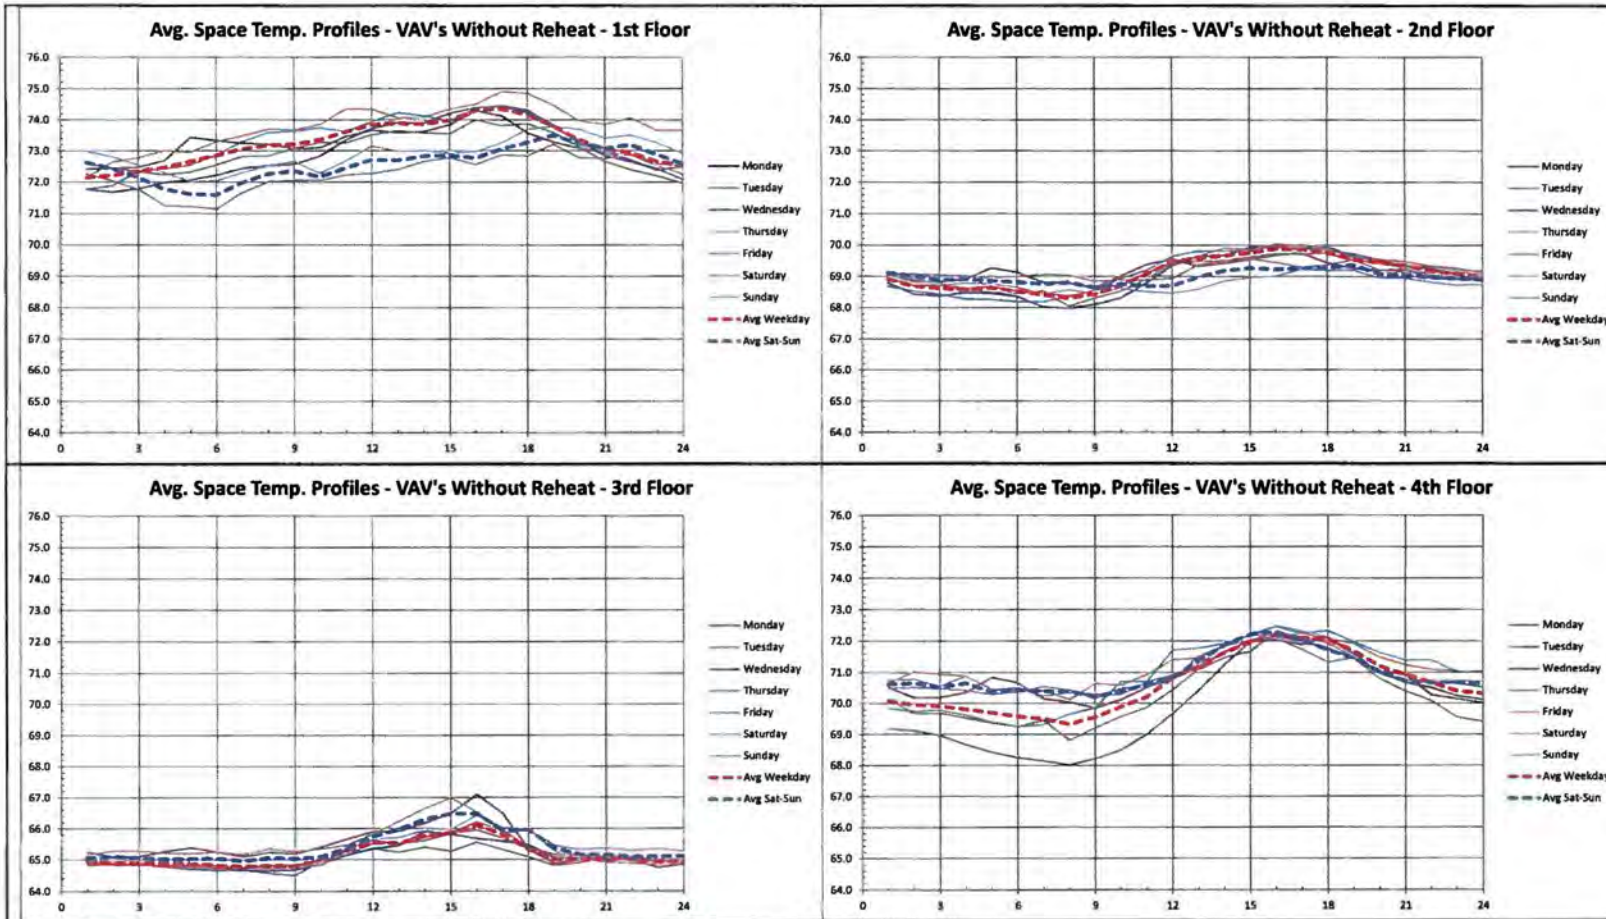 Avg. Space Temp. Profiles - VAV's Without Reheat - 1st Floor
76.0
75.0
74.0
73.0
72.0
71.0
70.0
69.0
68.0
67.0
66.0
65.0
64.0
0 3 6 9 12 15 18 21 24
Monday
Tuesday
Wednesday
Thursday
Friday
Saturday
Sunday
Avg Weekday
Avg Sat-Sun
Avg. Space Temp. Profiles - VAV's Without Reheat - 2nd Floor
76.0
75.0
74.0
73.0
72.0
71.0
70.0
69.0
68.0
67.0
66.0
65.0
64.0
0 3 6 9 12 15 18 21 24
Monday
Tuesday
Wednesday
Thursday
Friday
Saturday
Sunday
Avg Weekday
Avg Sat-Sun
Avg. Space Temp. Profiles - VAV's Without Reheat - 3rd Floor
76.0
75.0
74.0
73.0
72.0
71.0
70.0
69.0
68.0
67.0
66.0
65.0
64.0
0 3 6 9 12 15 18 21 24
Monday
Tuesday
Wednesday
Thursday
Friday
Saturday
Sunday
Avg Weekday
Avg Sat-Sun
Avg. Space Temp. Profiles - VAV's Without Reheat - 4th Floor
76.0
75.0
74.0
73.0
72.0
71.0
70.0
69.0
68.0
67.0
66.0
65.0
64.0
0 3 6 9 12 15 18 21 24
Monday
Tuesday
Wednesday
Thursday
Friday
Saturday
Sunday
Avg Weekday
Avg Sat-Sun